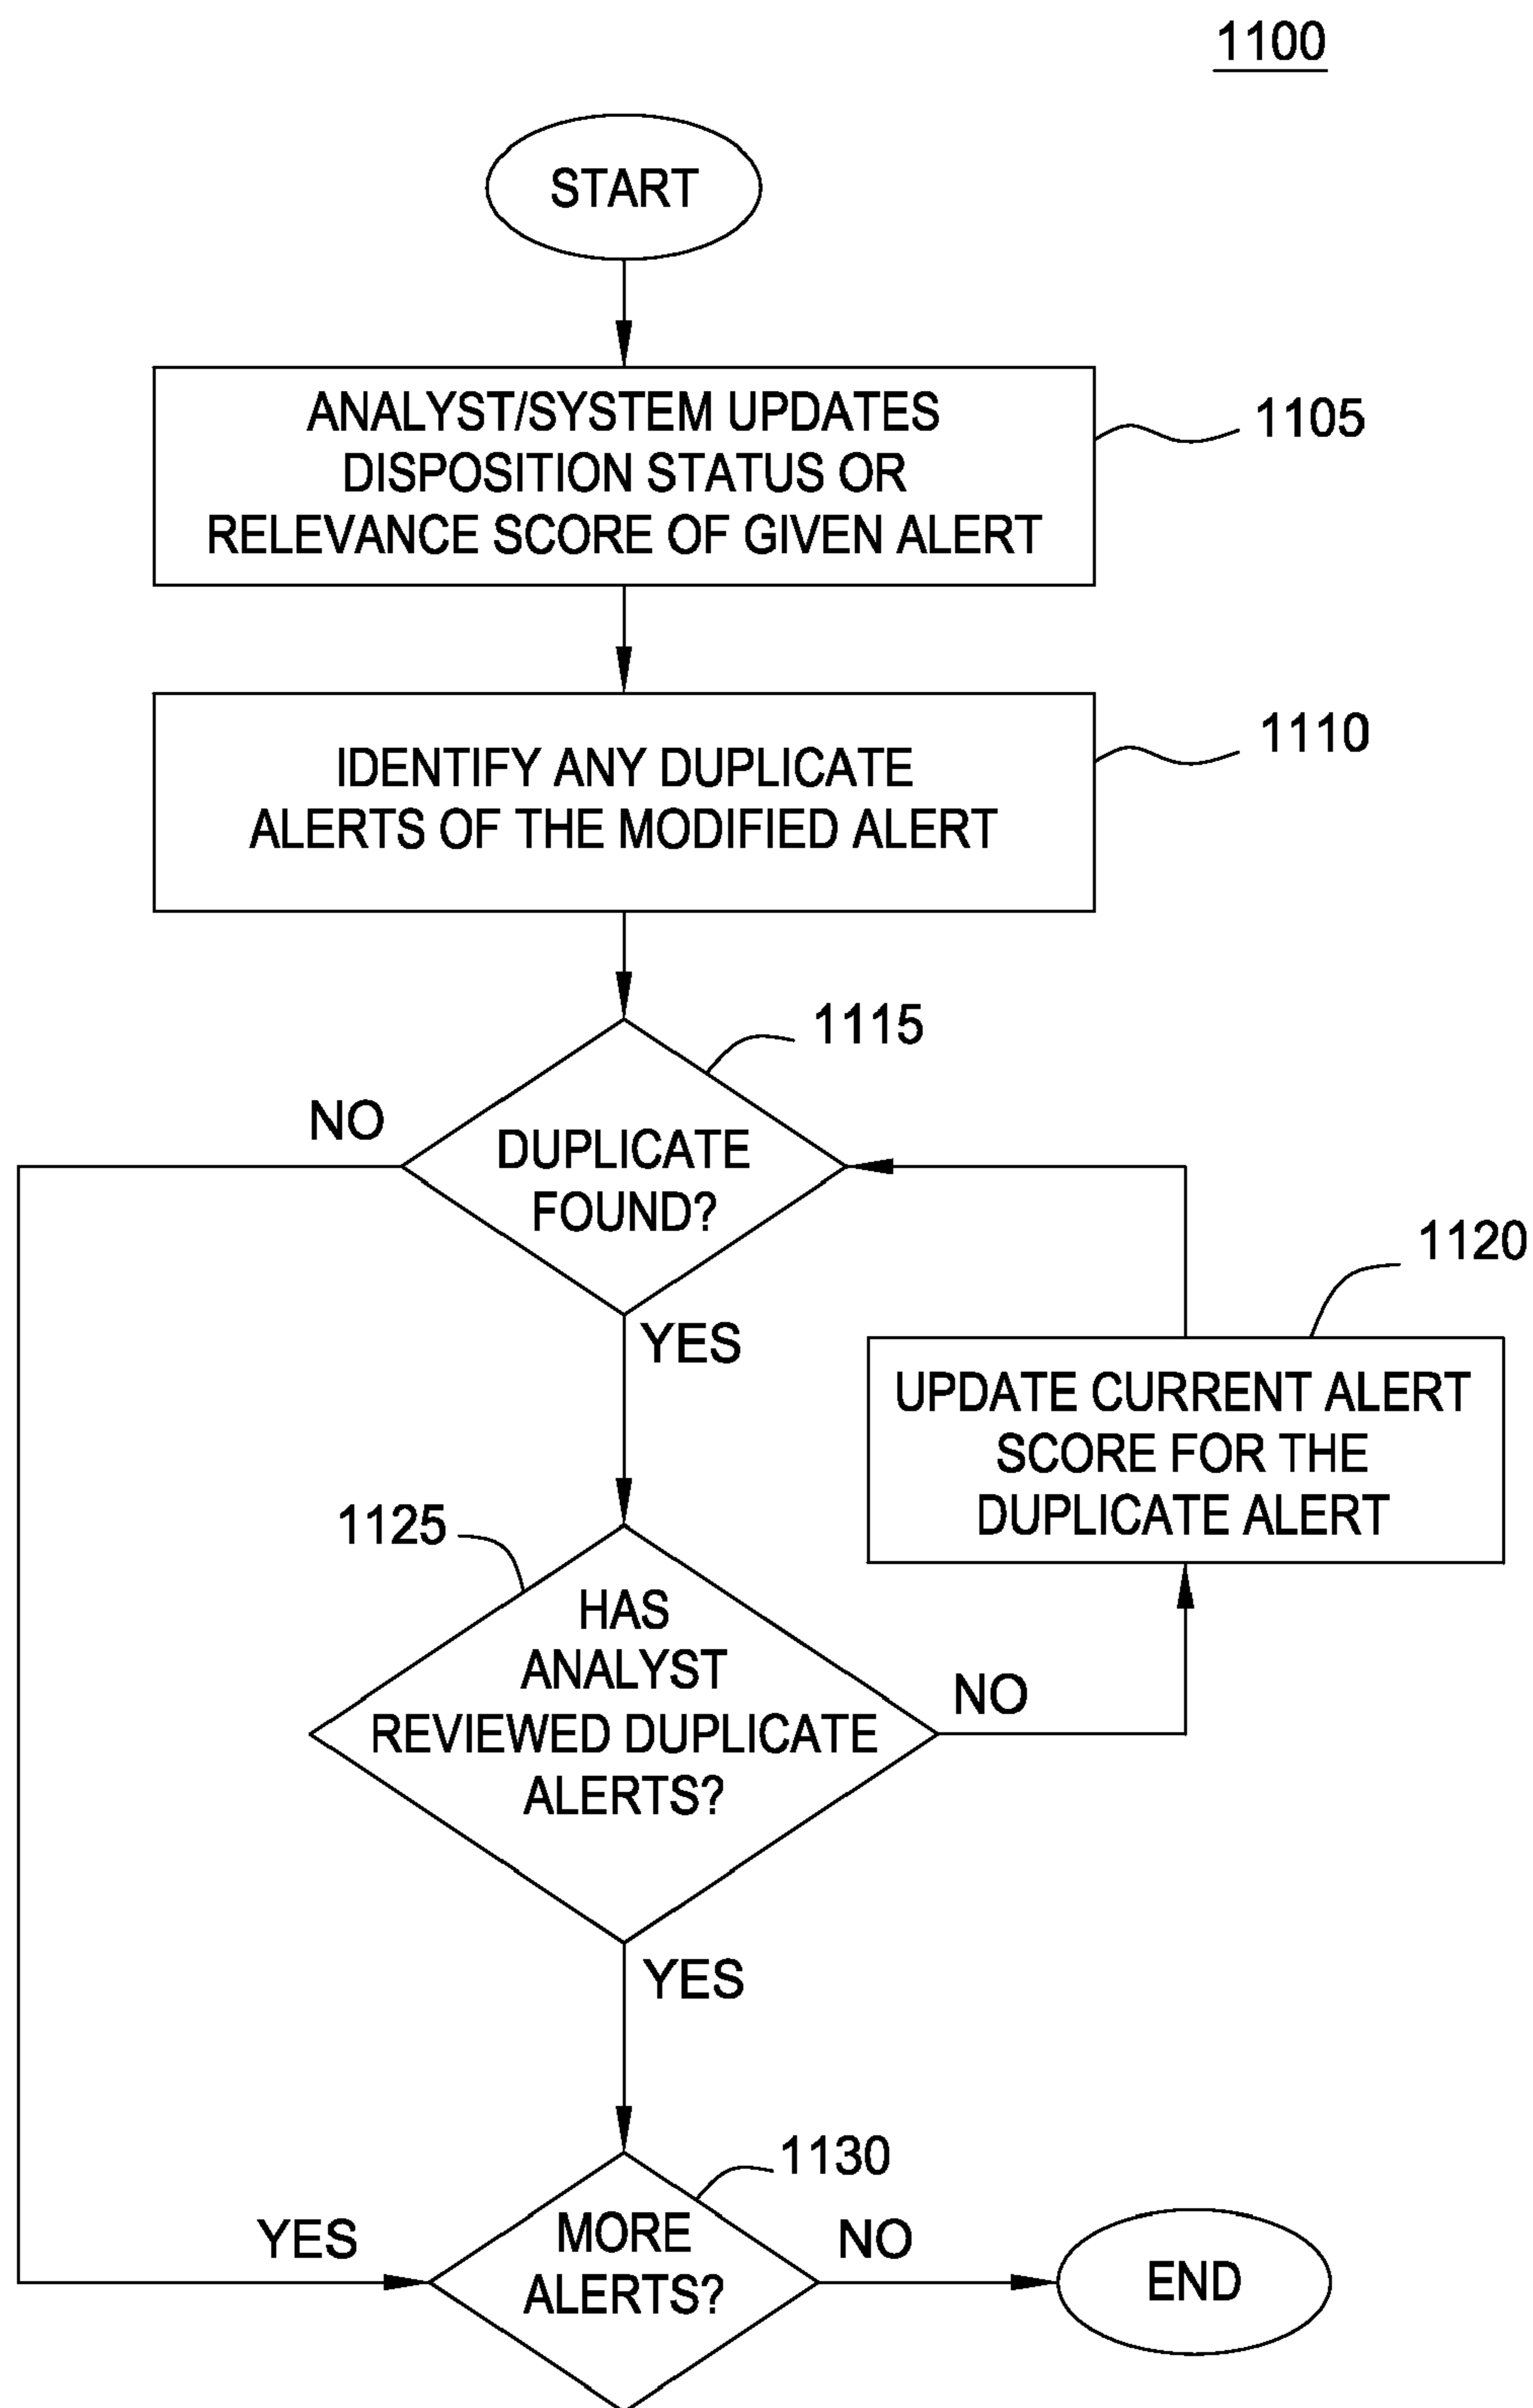 1100
START
ANALYST/SYSTEM UPDATES
DISPOSITION STATUS OR
RELEVANCE SCORE OF GIVEN ALERT
1105
IDENTIFY ANY DUPLICATE
ALERTS OF THE MODIFIED ALERT
1110
1115
NO
DUPLICATE
FOUND?
YES
1120
UPDATE CURRENT ALERT
SCORE FOR THE
DUPLICATE ALERT
1125
HAS
ANALYST
REVIEWED DUPLICATE
ALERTS?
NO
YES
1130
YES
MORE
ALERTS?
NO
END